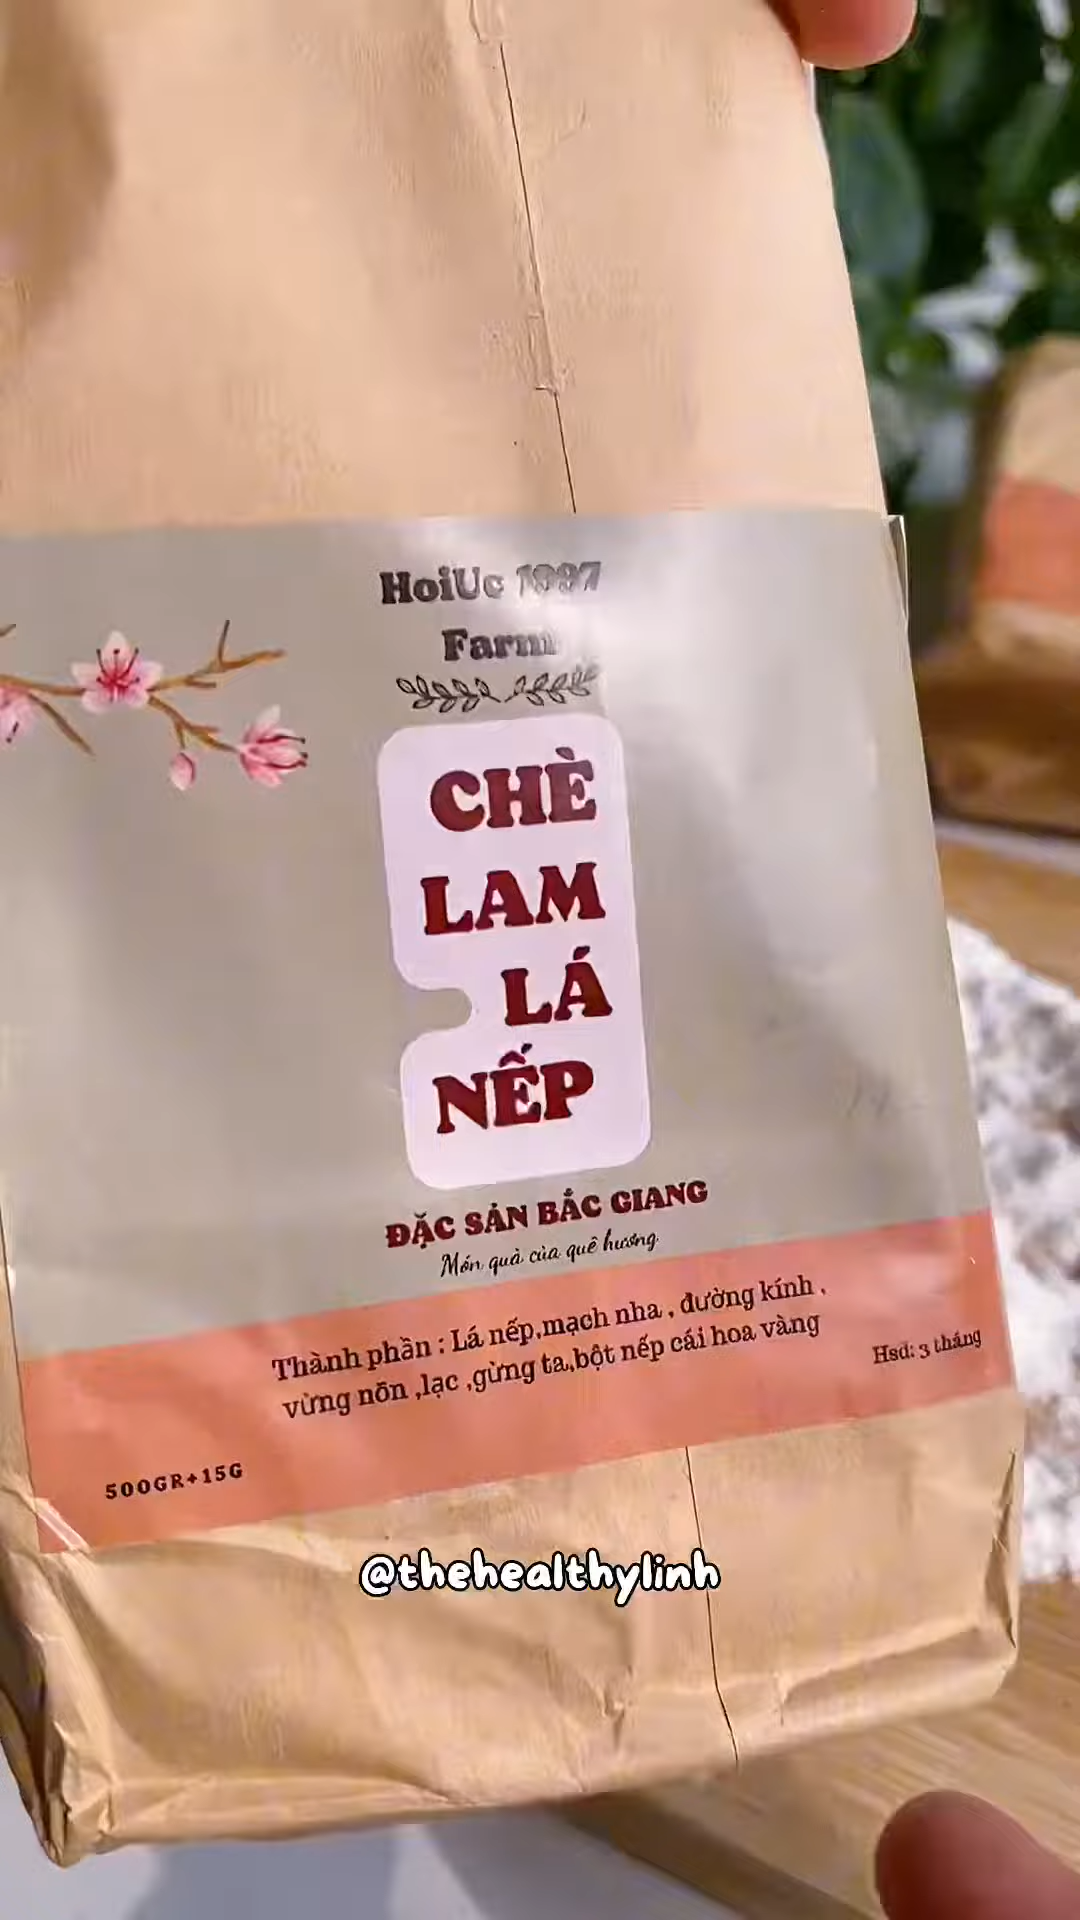 HoiUc 1997
Farm
CHÈ
LAM
LÁ
NẾP
ĐẶC SẢN BẮC GIANG
Món quà của quê hương
Thành phần : Lá nếp,mạch nha , đường kính ,
vừng nõn ,lạc ,gừng ta,bột nếp cái hoa vàng
Hsd: 3 tháng
500GR+15G
@thehealthylinh